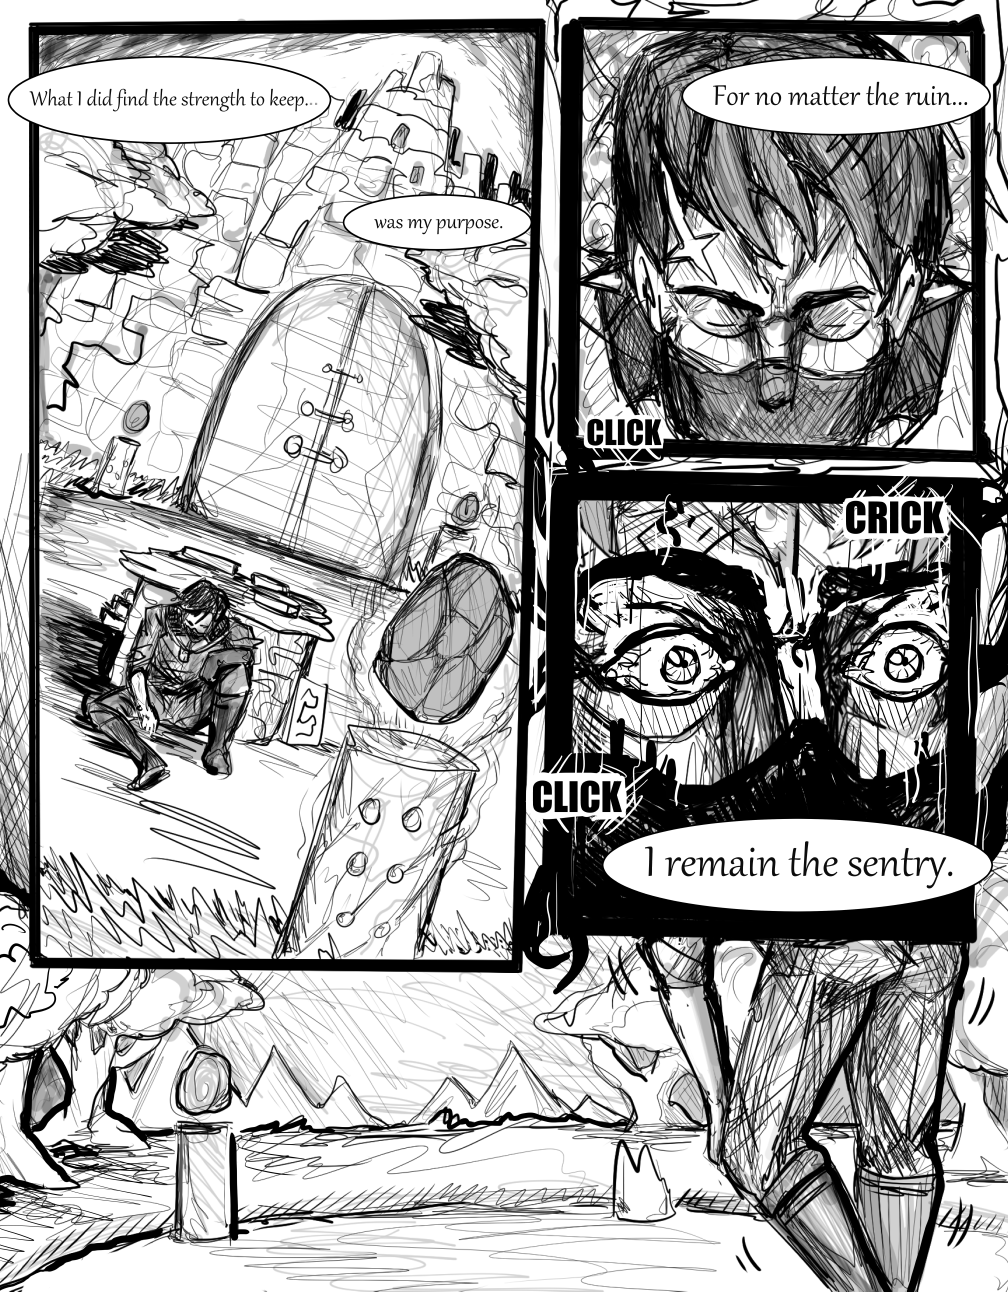 What I did find the strength to keep...
was my purpose.
For no matter the ruin...
CLICK
CRICK
CLICK
I remain the sentry.